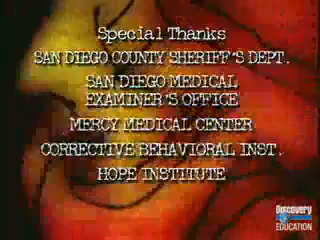 Special Thanks
SAN DIEGO COUNTY SHERIFF'S DEPT.
SAN DIEGO MEDICAL
EXAMINER'S OFFICE
MERCY MEDICAL CENTER
CORRECTIVE BEHAVIORAL INST.
HOPE INSTITUTE
Discovery
EDUCATION